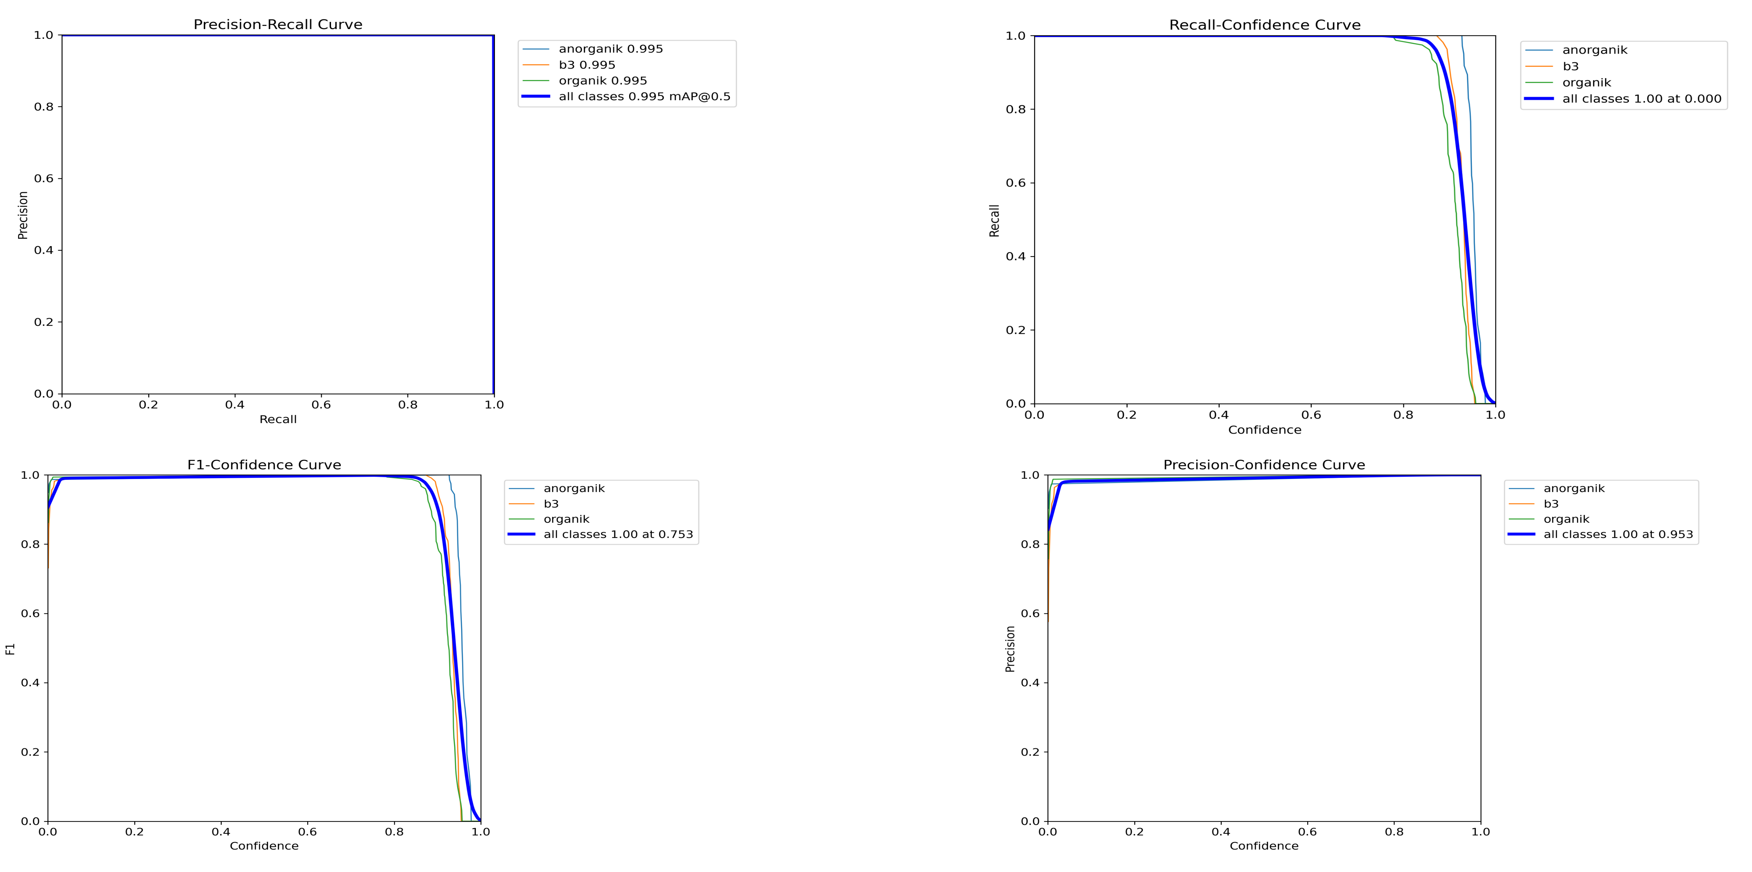 Precision-Recall Curve
1.0
0.8
0.6
0.4
0.2
0.0
Precision
0.0 0.2 0.4 0.6 0.8 1.0
Recall
anorganik 0.995
b3 0.995
organik 0.995
all classes 0.995 mAP@0.5
Recall-Confidence Curve
1.0
0.8
0.6
0.4
0.2
0.0
Recall
0.0 0.2 0.4 0.6 0.8 1.0
Confidence
anorganik
b3
organik
all classes 1.00 at 0.000
F1-Confidence Curve
1.0
0.8
0.6
0.4
0.2
0.0
F1
0.0 0.2 0.4 0.6 0.8 1.0
Confidence
anorganik
b3
organik
all classes 1.00 at 0.753
Precision-Confidence Curve
1.0
0.8
0.6
0.4
0.2
0.0
Precision
0.0 0.2 0.4 0.6 0.8 1.0
Confidence
anorganik
b3
organik
all classes 1.00 at 0.953